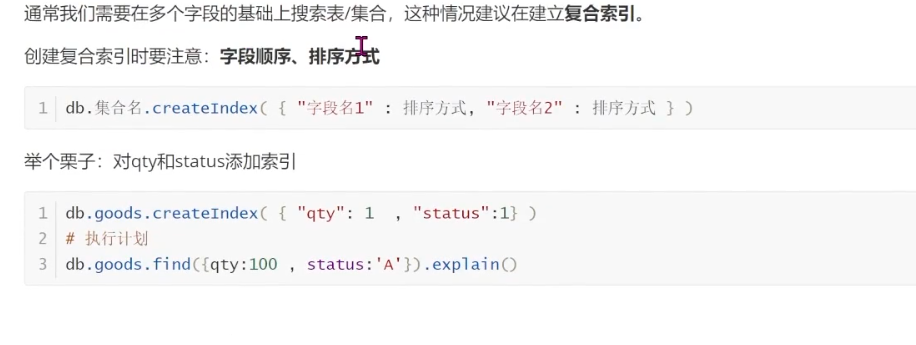 通常我们需要在多个字段的基础上搜索表/集合，这种情况建议在建立复合索引。
创建复合索引时要注意：字段顺序、排序方式
1 db.集合名.createIndex( { "字段名1" : 排序方式, "字段名2" : 排序方式 } )
举个栗子：对qty和status添加索引
1 db.goods.createIndex( { "qty": 1 , "status":1} )
2 # 执行计划
3 db.goods.find({qty:100 , status:'A'}).explain()